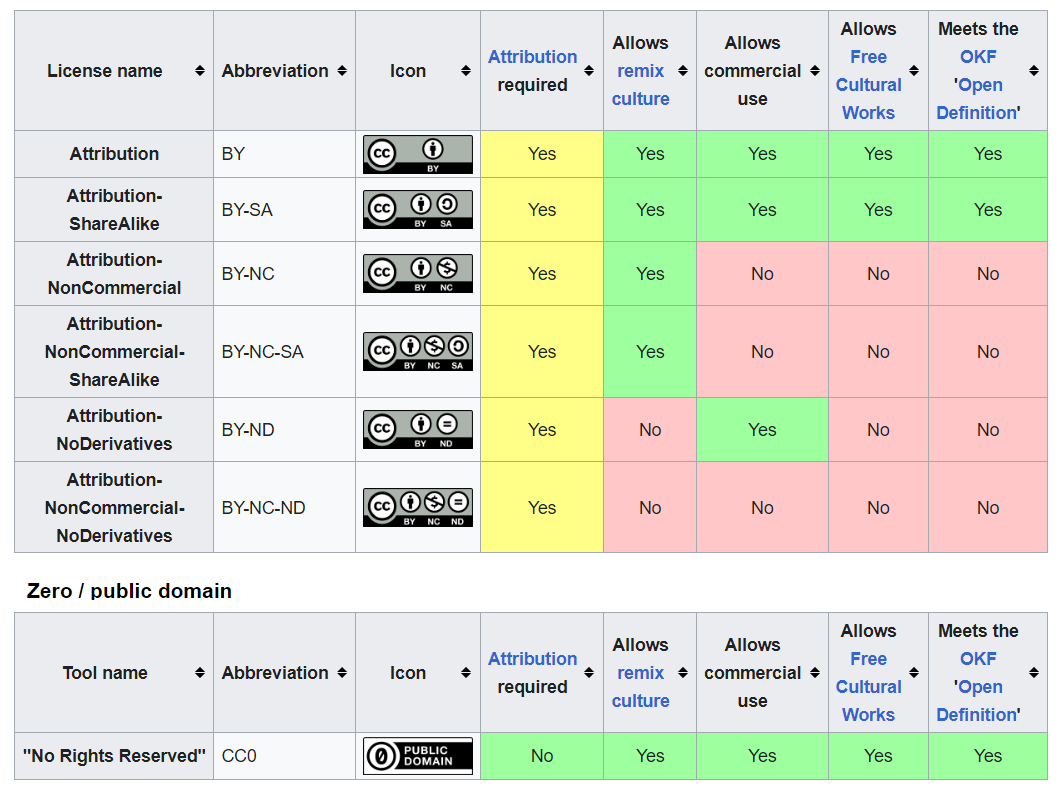 License name Abbreviation Icon Attribution required Allows remix culture Allows commercial use Allows Free Cultural Works Meets the OKF 'Open Definition'
Attribution BY cc BY Yes Yes Yes Yes Yes
Attribution-ShareAlike BY-SA cc BY SA Yes Yes Yes Yes Yes
Attribution-NonCommercial BY-NC cc BY NC Yes Yes No No No
Attribution-NonCommercial-ShareAlike BY-NC-SA cc BY NC SA Yes Yes No No No
Attribution-NoDerivatives BY-ND cc BY ND Yes No Yes No No
Attribution-NonCommercial-NoDerivatives BY-NC-ND cc BY NC ND Yes No No No No
Zero / public domain
Tool name Abbreviation Icon Attribution required Allows remix culture Allows commercial use Allows Free Cultural Works Meets the OKF 'Open Definition'
"No Rights Reserved" CC0 0 PUBLIC DOMAIN No Yes Yes Yes Yes